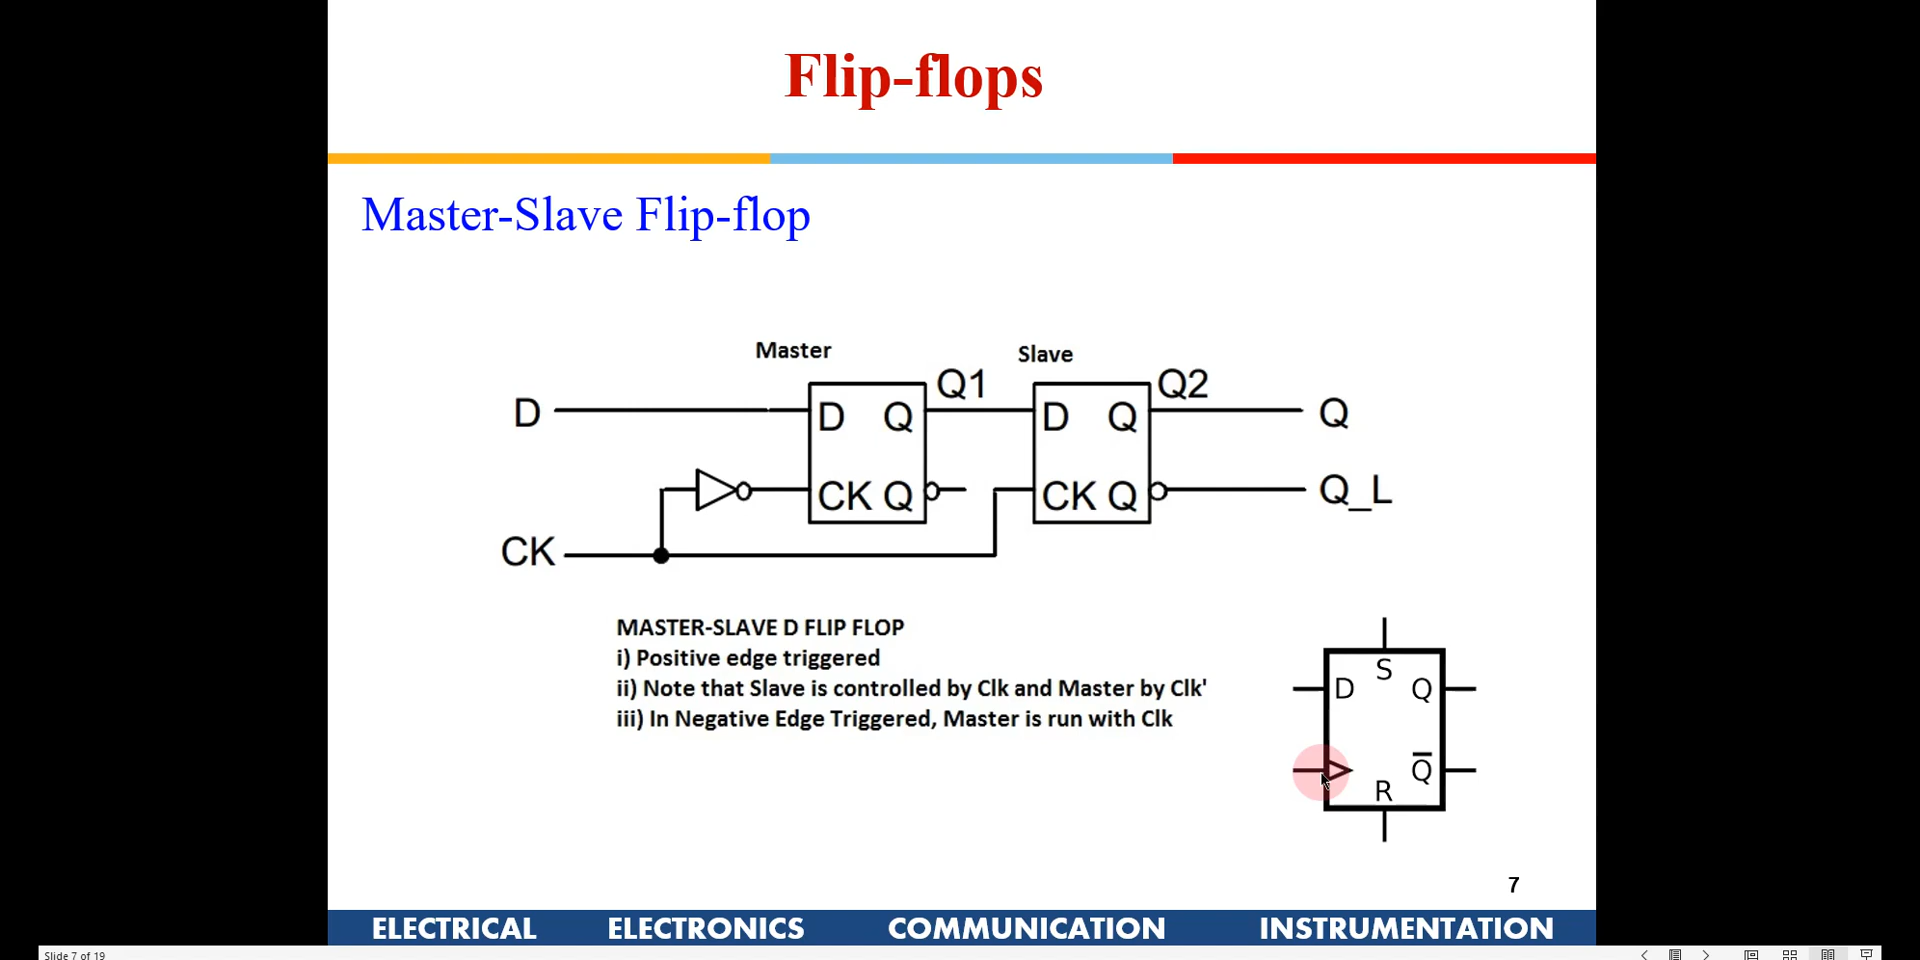 Flip-flops
Master-Slave Flip-flop
Master
Slave
D
D Q
Q1
D Q
Q2
Q
CK
CK Q
CK Q
Q_L
MASTER-SLAVE D FLIP FLOP
i) Positive edge triggered
ii) Note that Slave is controlled by Clk and Master by Clk'
iii) In Negative Edge Triggered, Master is run with Clk
S
D Q
Q̅
R
7
ELECTRICAL ELECTRONICS COMMUNICATION INSTRUMENTATION
Slide 7 of 19